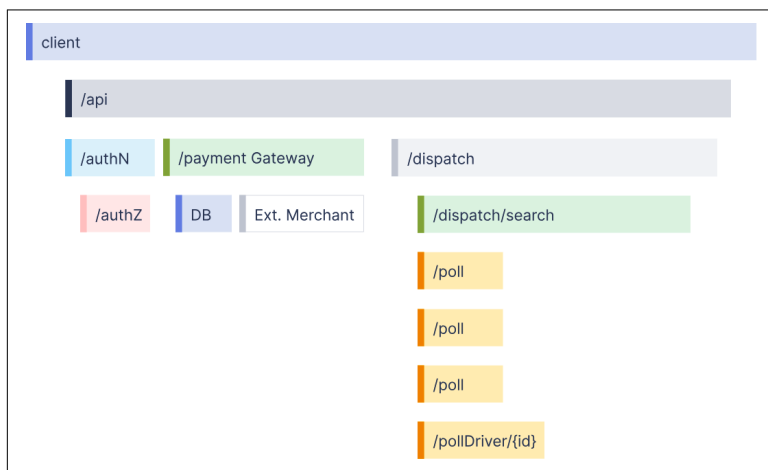 client
/api
/authN
/payment Gateway
/dispatch
/authZ
DB
Ext. Merchant
/dispatch/search
/poll
/poll
/poll
/pollDriver/{id}